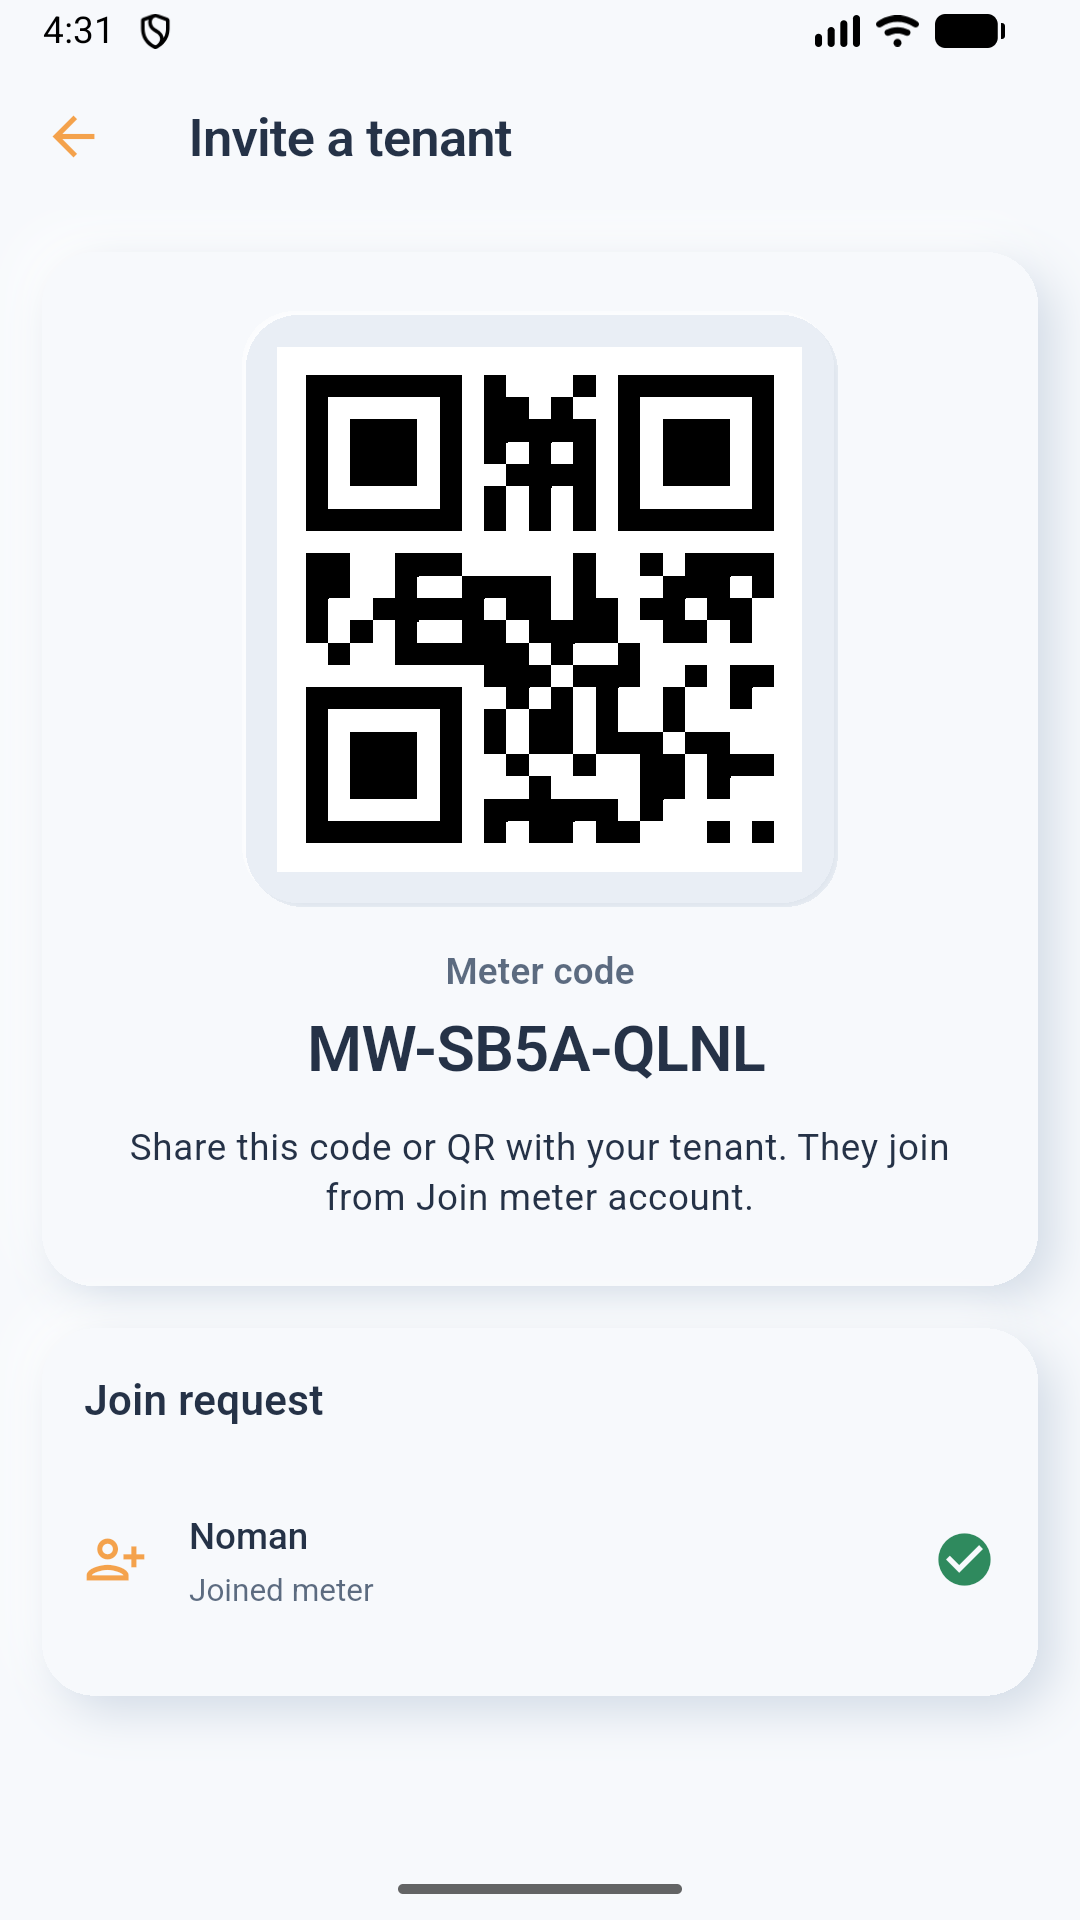 4:31
Invite a tenant
Meter code
MW-SB5A-QLNL
Share this code or QR with your tenant. They join
from Join meter account.
Join request
Noman
Joined meter